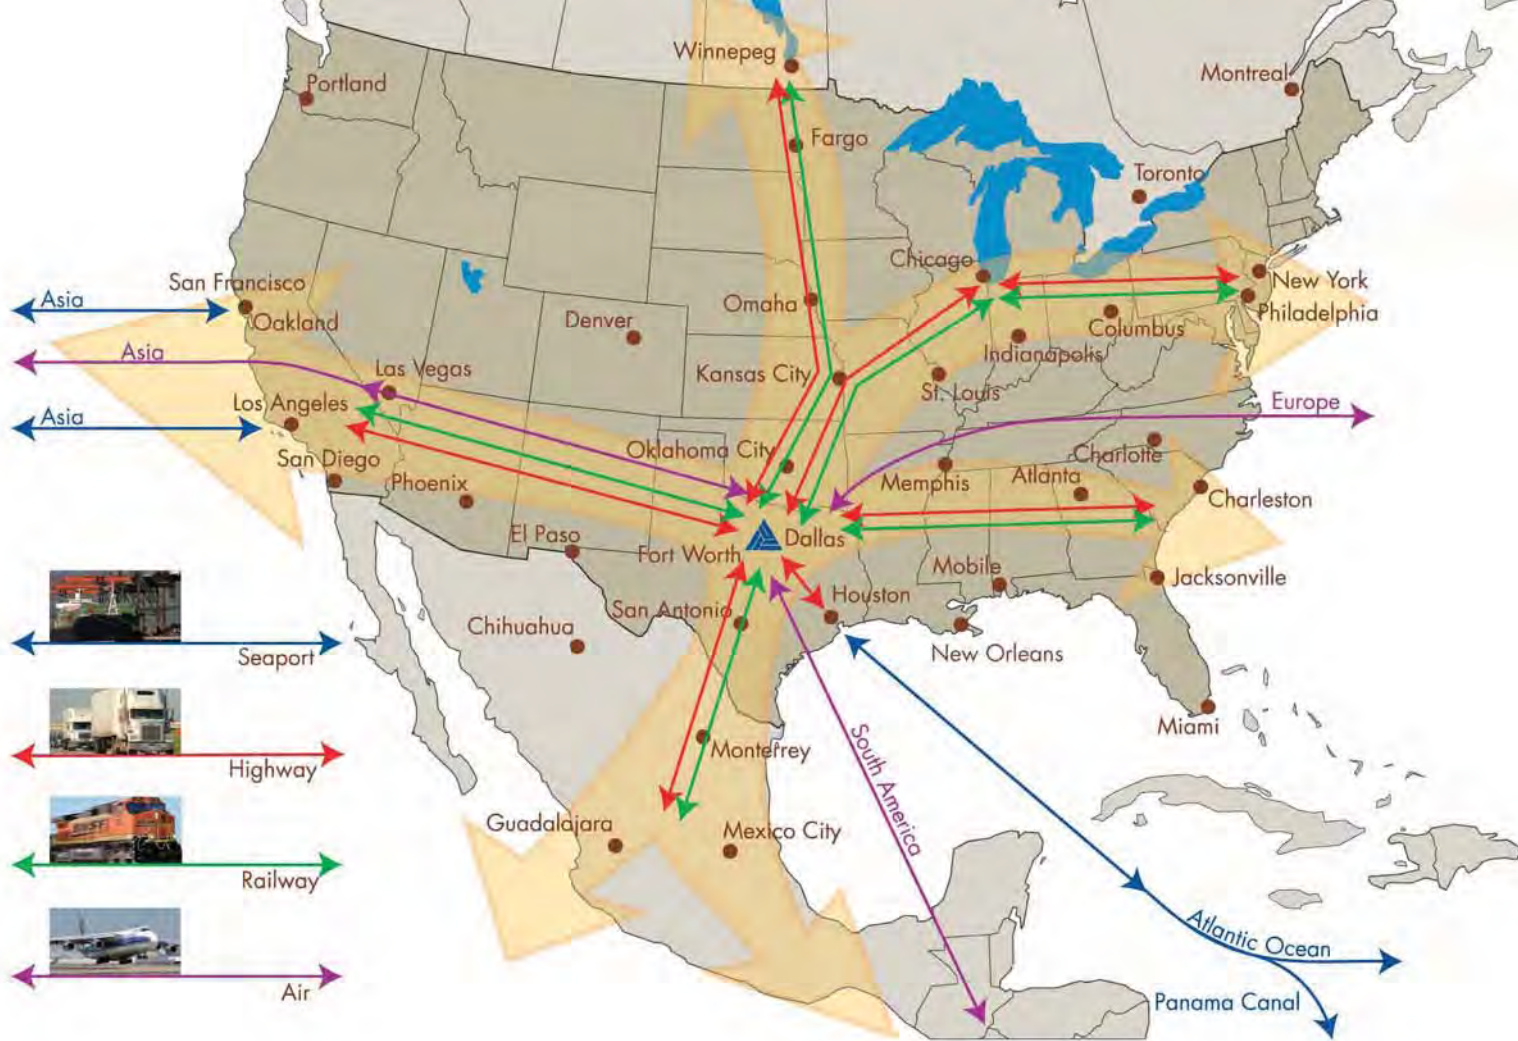 Winnepeg
Montreal
Portland
Fargo
Toronto
Chicago
San Francisco
New York
Asia
Omaha
Oakland
Denver
Columbus
Philadelphia
Indianapolis
Asia
Las Vegas
Kansas City
St. Louis
Los Angeles
Europe
Asia
Oklahoma City
Charlotte
San Diego
Phoenix
Memphis
Atlanta
Charleston
El Paso
Dallas
Fort Worth
Mobile
Jacksonville
Houston
San Antonio
Chihuahua
New Orleans
Seaport
Miami
Monterrey
Highway
South America
Guadalajara
Mexico City
BNSF
Railway
Atlantic Ocean
Air
Panama Canal